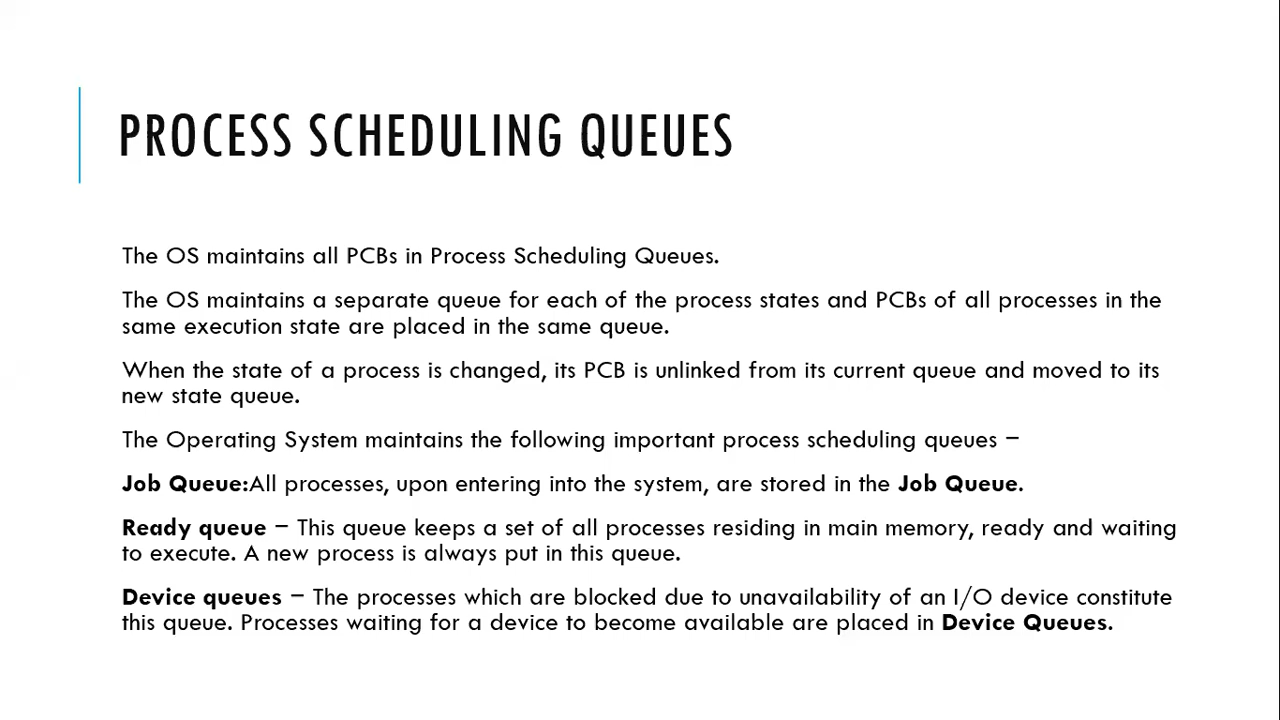 PROCESS SCHEDULING QUEUES
The OS maintains all PCBs in Process Scheduling Queues.
The OS maintains a separate queue for each of the process states and PCBs of all processes in the
same execution state are placed in the same queue.
When the state of a process is changed, its PCB is unlinked from its current queue and moved to its
new state queue.
The Operating System maintains the following important process scheduling queues –
Job Queue:All processes, upon entering into the system, are stored in the Job Queue.
Ready queue – This queue keeps a set of all processes residing in main memory, ready and waiting
to execute. A new process is always put in this queue.
Device queues – The processes which are blocked due to unavailability of an I/O device constitute
this queue. Processes waiting for a device to become available are placed in Device Queues.